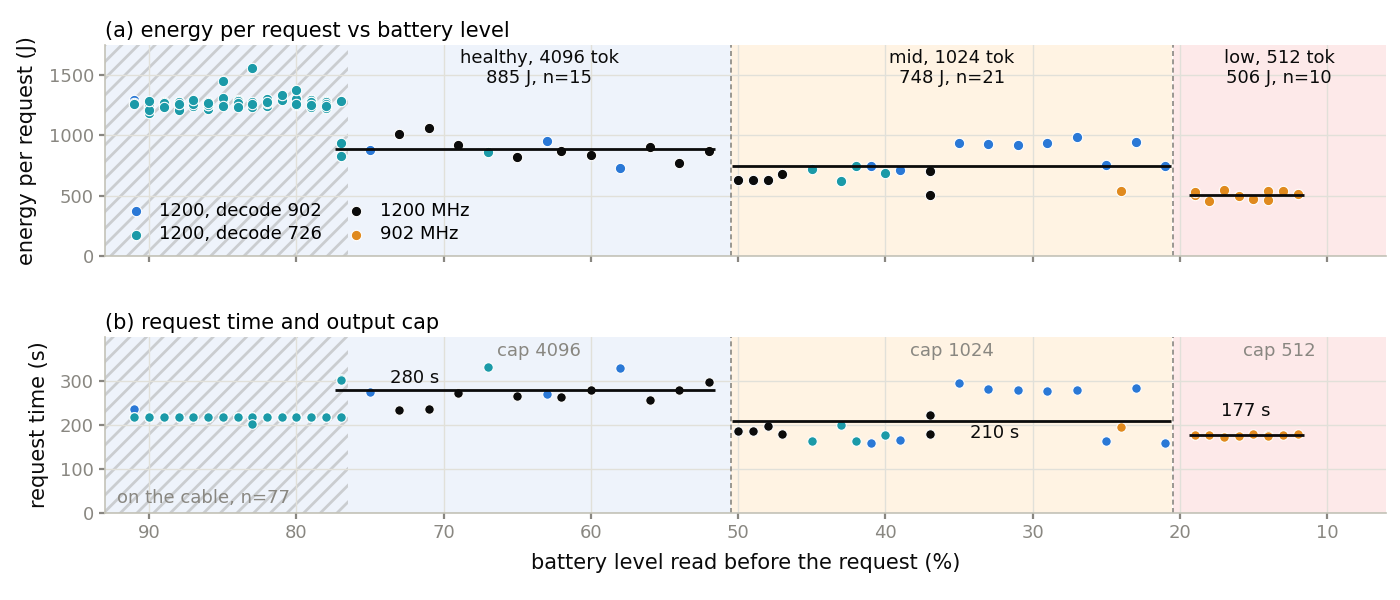 (a) energy per request vs battery level
energy per request (J)
1500
1000
500
0
healthy, 4096 tok
885 J, n=15
mid, 1024 tok
748 J, n=21
low, 512 tok
506 J, n=10
1200, decode 902
1200, decode 726
1200 MHz
902 MHz
(b) request time and output cap
request time (s)
300
200
100
0
cap 4096
cap 1024
cap 512
280 s
210 s
177 s
on the cable, n=77
90 80 70 60 50 40 30 20 10
battery level read before the request (%)